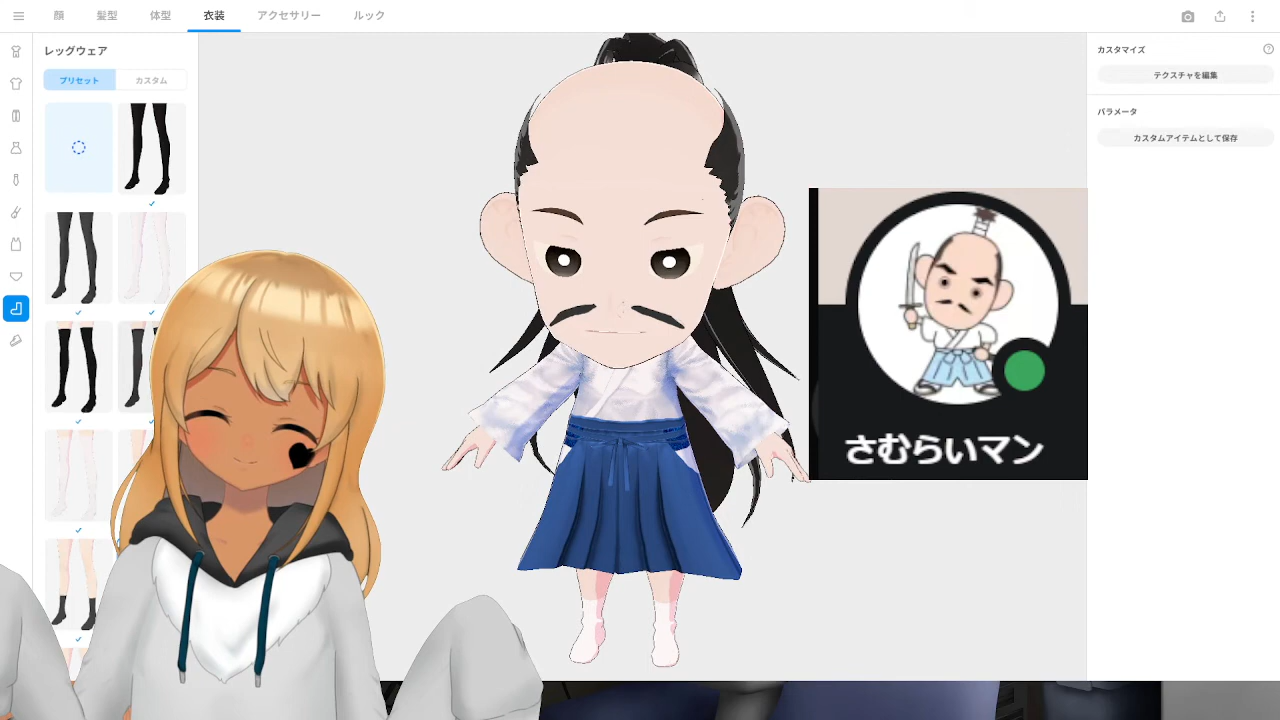 顔 髪型 体型 衣装 アクセサリー ルック
レッグウェア
プリセット カスタム
カスタマイズ
テクスチャを編集
パラメータ
カスタムアイテムとして保存
さむらいマン